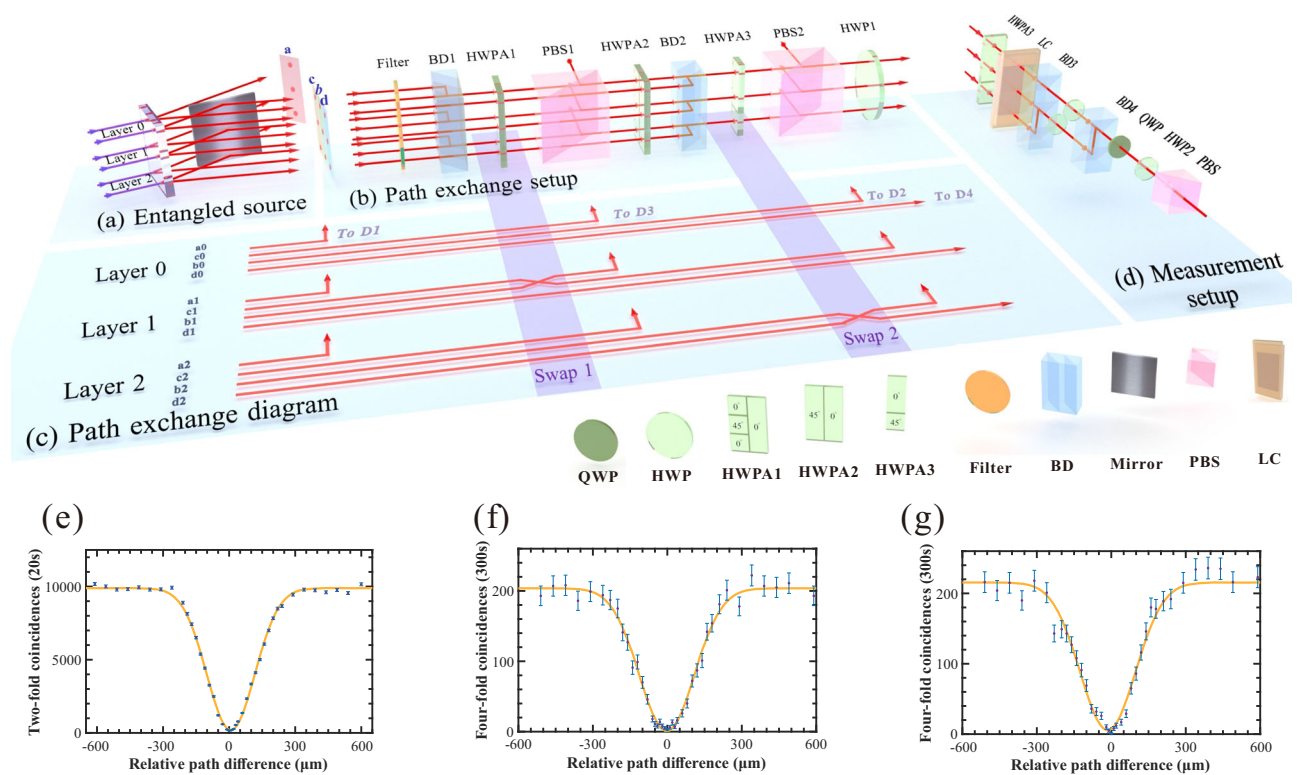 a
c
b
d
Layer 0
Layer 1
Layer 2
(a) Entangled source
Filter
BD1
HWPA1
PBS1
HWPA2
BD2
HWPA3
PBS2
HWP1
(b) Path exchange setup
HWPA3
LC
BD3
BD4
QWP
HWP2
PBS
(d) Measurement
setup
To D1
To D3
To D2
To D4
Layer 0
a0
c0
b0
d0
Layer 1
a1
c1
b1
d1
Layer 2
a2
c2
b2
d2
Swap 1
Swap 2
(c) Path exchange diagram
0°
45°
0°
0°
45°
0°
0°
45°
QWP
HWP
HWPA1
HWPA2
HWPA3
Filter
BD
Mirror
PBS
LC
(e)
Two-fold coincidences (20s)
10000
5000
0
-600 -300 0 300 600
Relative path difference (μm)
(f)
Four-fold coincidences (300s)
200
100
0
-600 -300 0 300 600
Relative path difference (μm)
(g)
Four-fold coincidences (300s)
200
100
0
-600 -300 0 300 600
Relative path difference (μm)